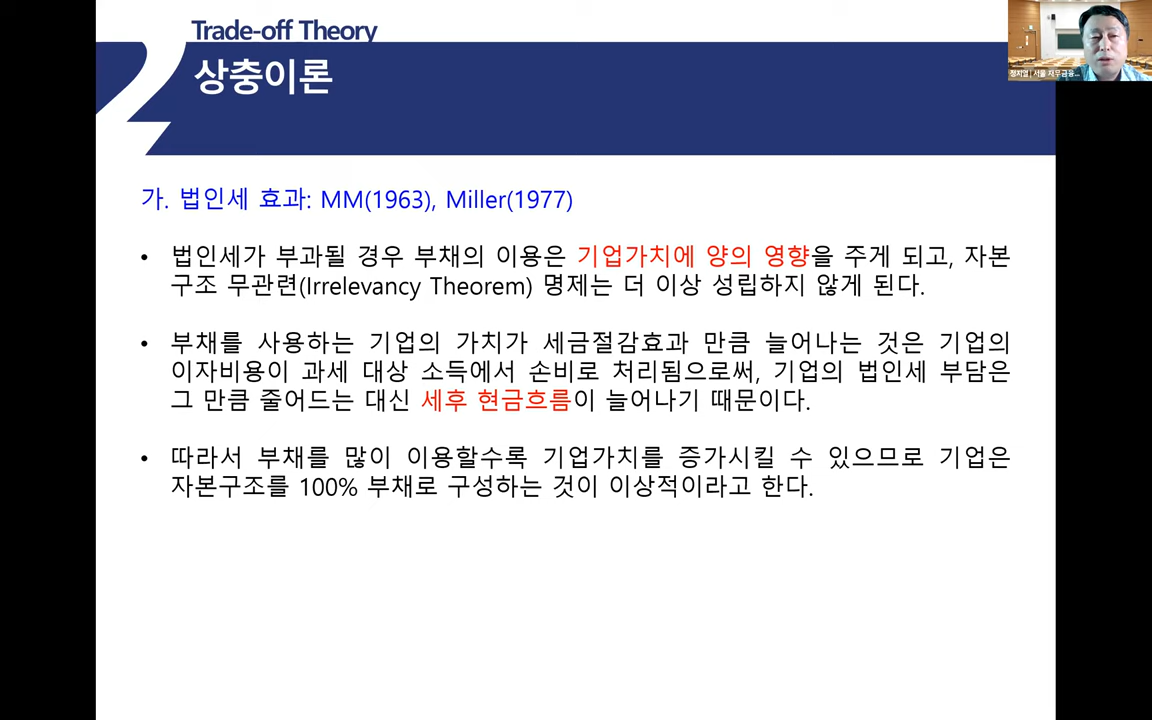 Trade-off Theory
2
상충이론
정지열| 서울 재무금융...
가. 법인세 효과: MM(1963), Miller(1977)
• 법인세가 부과될 경우 부채의 이용은 기업가치에 양의 영향을 주게 되고, 자본
구조 무관련(Irrelevancy Theorem) 명제는 더 이상 성립하지 않게 된다.
• 부채를 사용하는 기업의 가치가 세금절감효과 만큼 늘어나는 것은 기업의
이자비용이 과세 대상 소득에서 손비로 처리됨으로써, 기업의 법인세 부담은
그 만큼 줄어드는 대신 세후 현금흐름이 늘어나기 때문이다.
• 따라서 부채를 많이 이용할수록 기업가치를 증가시킬 수 있으므로 기업은
자본구조를 100% 부채로 구성하는 것이 이상적이라고 한다.